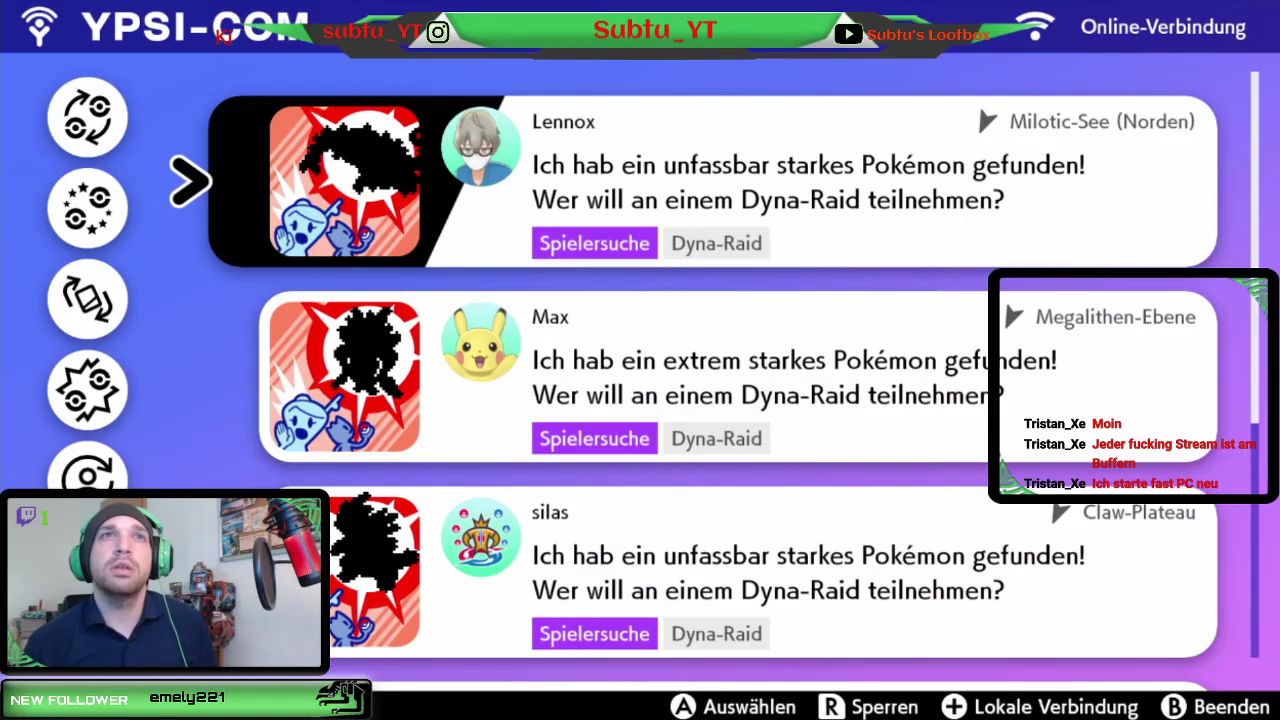 YPSI-COM
Ki
subtu_YT
Subtu_YT
Subtu's Lootbox
Online-Verbindung
Lennox
Milotic-See (Norden)
Ich hab ein unfassbar starkes Pokémon gefunden!
Wer will an einem Dyna-Raid teilnehmen?
Spielersuche Dyna-Raid
Max
Megalithen-Ebene
Ich hab ein extrem starkes Pokémon gefunden!
Wer will an einem Dyna-Raid teilnehmen?
Spielersuche Dyna-Raid
Tristan_Xe Moin
Tristan_Xe Jeder fucking Stream ist am
Buffern
Tristan_Xe Ich starte fast PC neu
silas
Claw-Plateau
Ich hab ein unfassbar starkes Pokémon gefunden!
Wer will an einem Dyna-Raid teilnehmen?
Spielersuche Dyna-Raid
1
NEW FOLLOWER emely221
A Auswählen R Sperren + Lokale Verbindung B Beenden